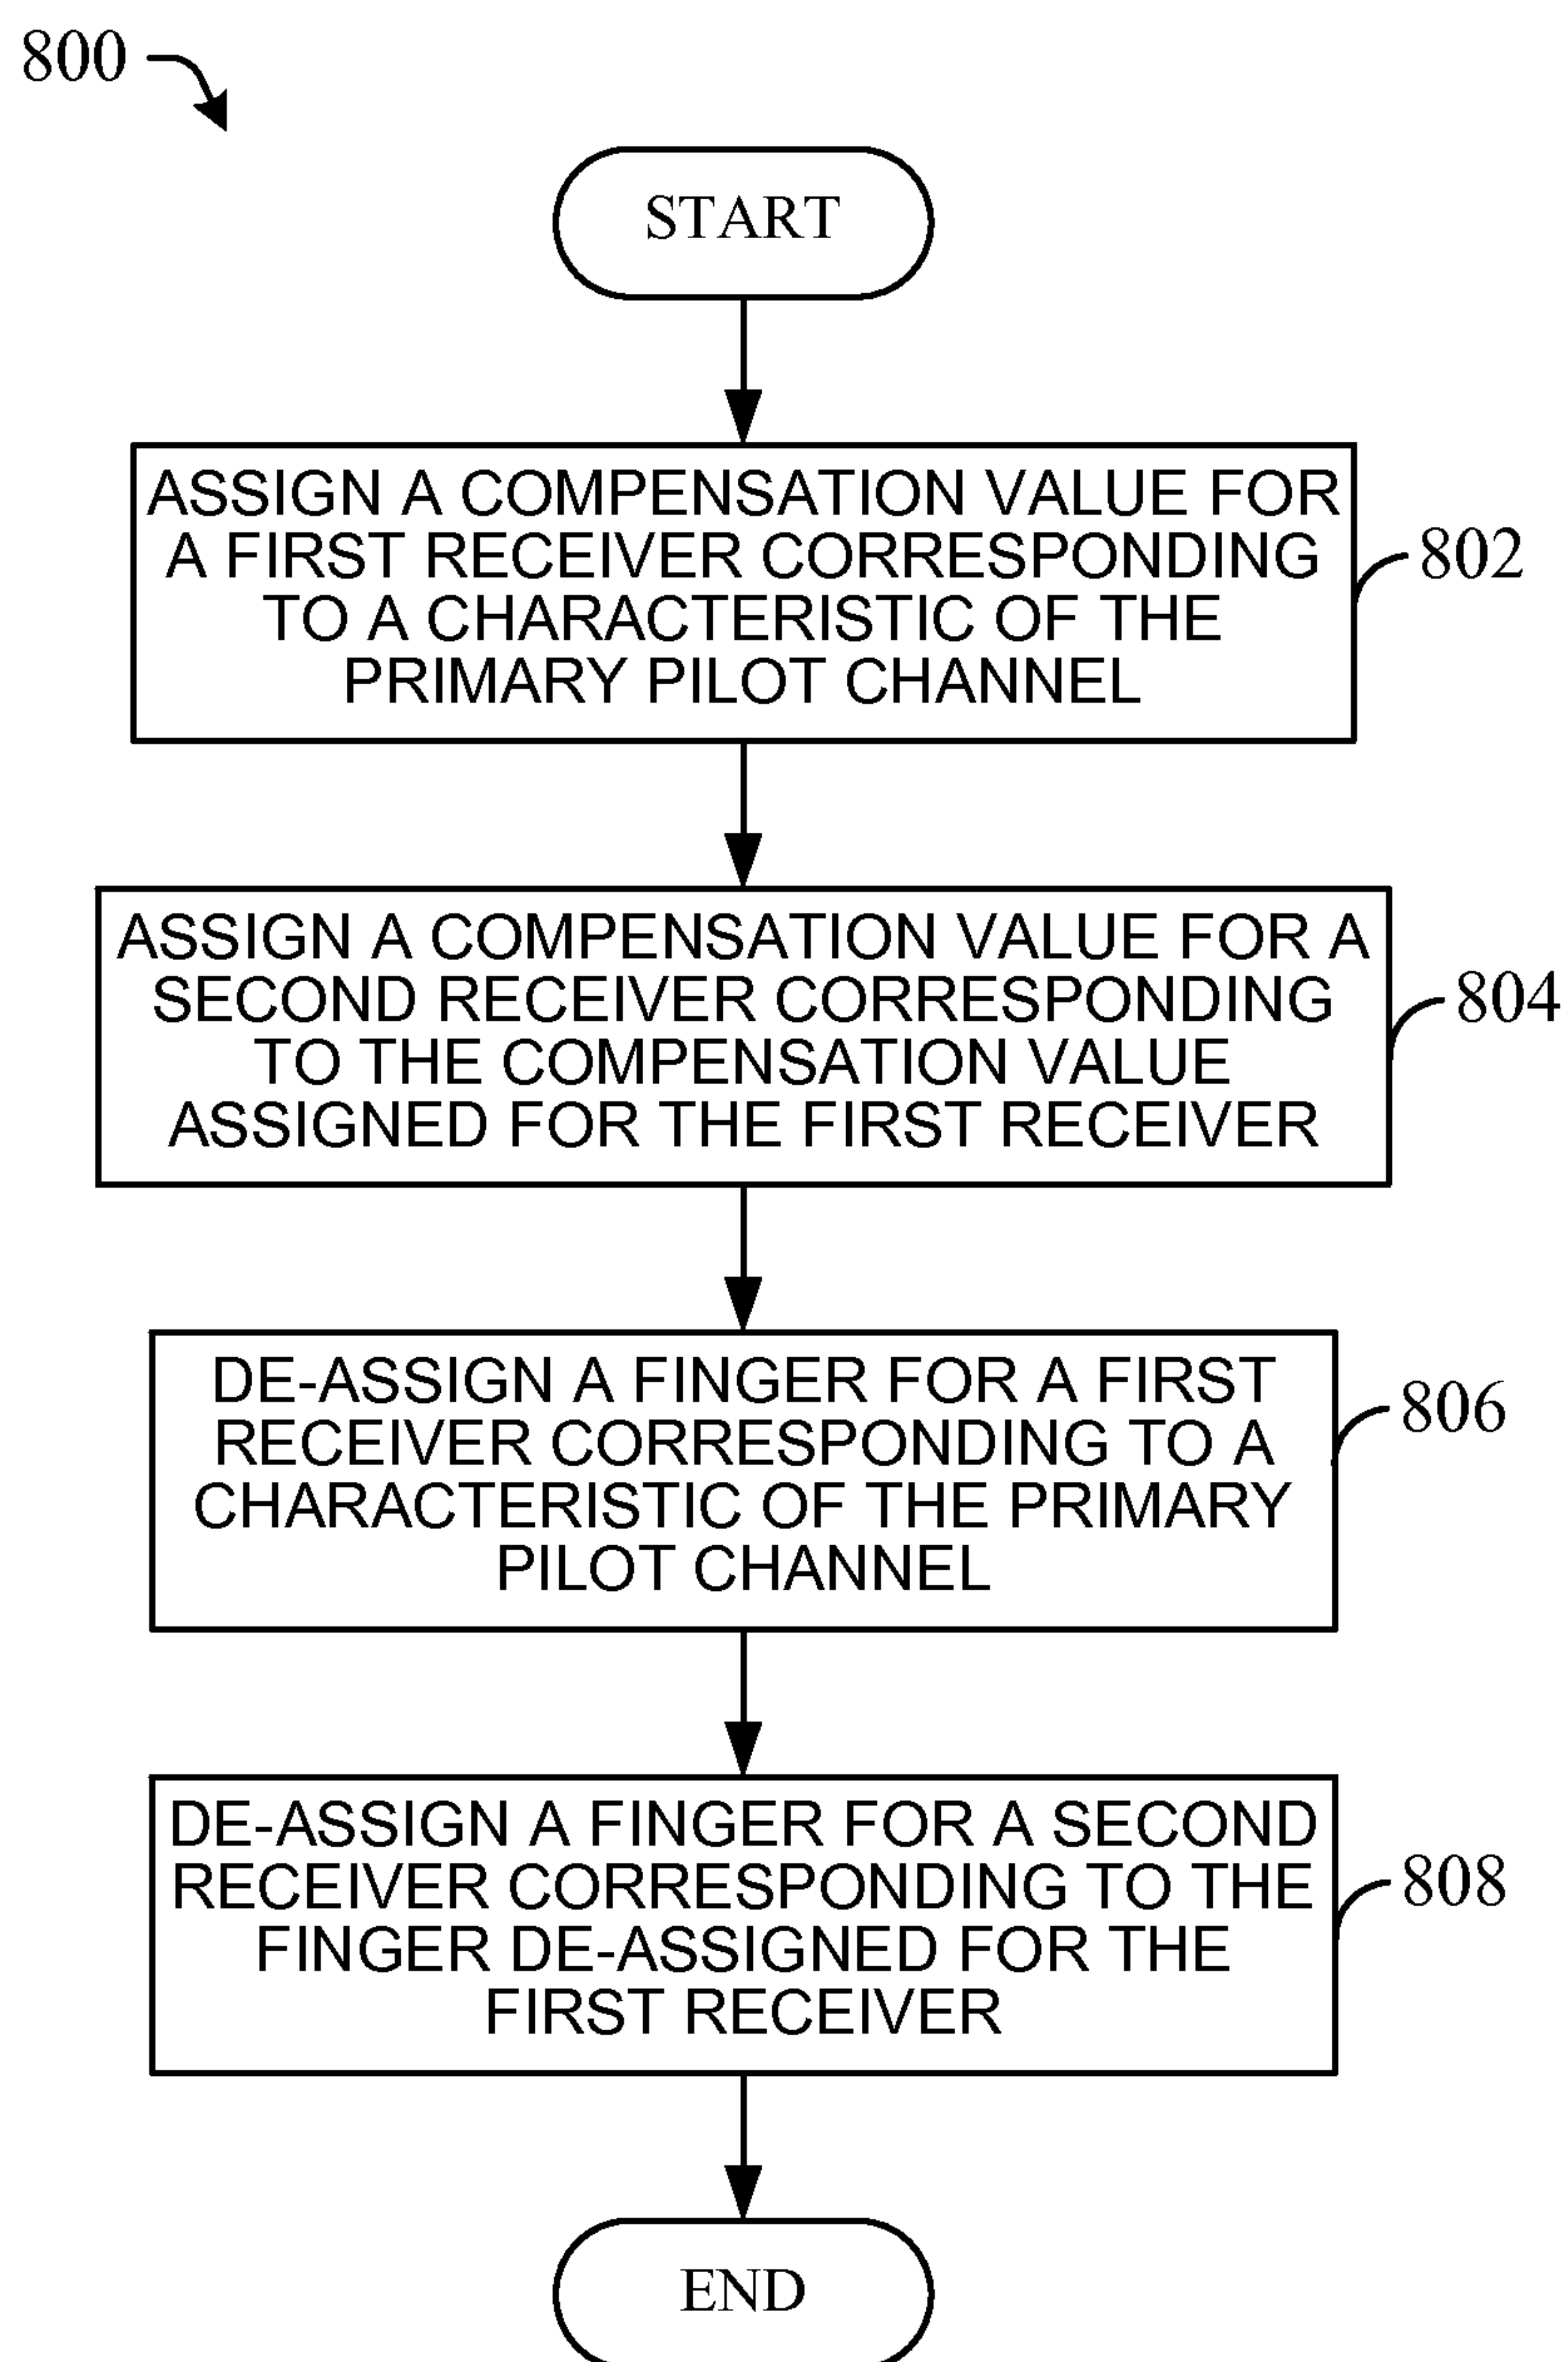 800
START
ASSIGN A COMPENSATION VALUE FOR
A FIRST RECEIVER CORRESPONDING
TO A CHARACTERISTIC OF THE
PRIMARY PILOT CHANNEL
802
ASSIGN A COMPENSATION VALUE FOR A
SECOND RECEIVER CORRESPONDING
TO THE COMPENSATION VALUE
ASSIGNED FOR THE FIRST RECEIVER
804
DE-ASSIGN A FINGER FOR A FIRST
RECEIVER CORRESPONDING TO A
CHARACTERISTIC OF THE PRIMARY
PILOT CHANNEL
806
DE-ASSIGN A FINGER FOR A SECOND
RECEIVER CORRESPONDING TO THE
FINGER DE-ASSIGNED FOR THE
FIRST RECEIVER
808
END